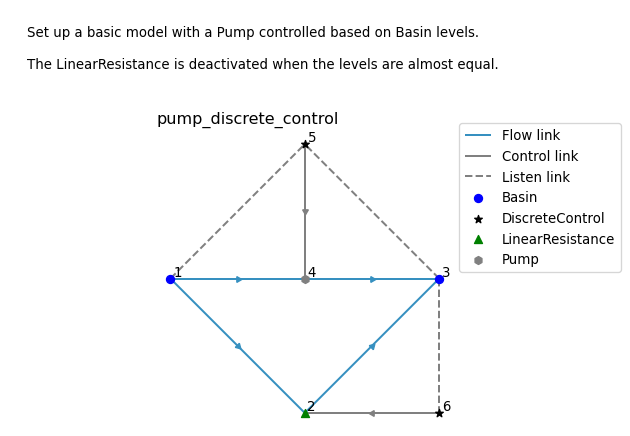 Set up a basic model with a Pump controlled based on Basin levels.
The LinearResistance is deactivated when the levels are almost equal.
pump_discrete_control
5
1
4
3
2
6
Flow link
Control link
Listen link
Basin
DiscreteControl
LinearResistance
Pump